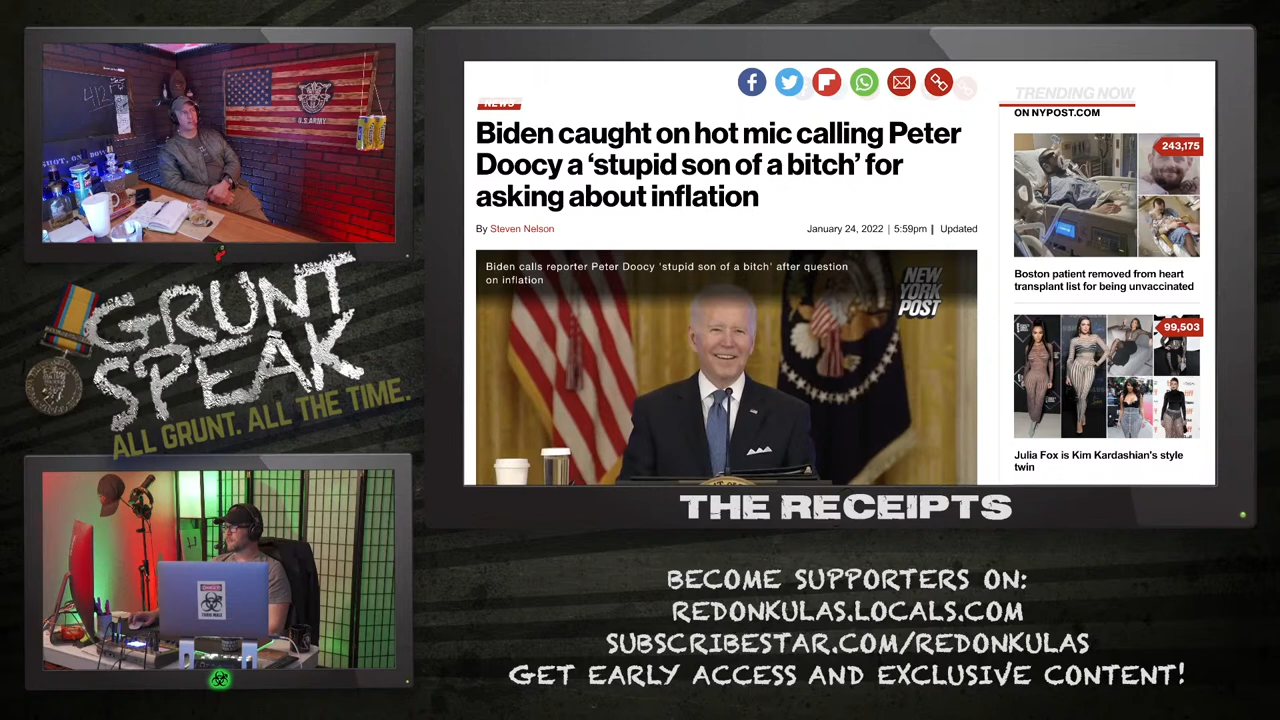 412
U.S. ARMY
GRUNT
SPEAK
ALL GRUNT. ALL THE TIME.
NEWS
Biden caught on hot mic calling Peter
Doocy a ‘stupid son of a bitch’ for
asking about inflation
By Steven Nelson
January 24, 2022 | 5:59pm | Updated
Biden calls reporter Peter Doocy 'stupid son of a bitch' after question
on inflation
NEW
YORK
POST
TRENDING NOW
ON NYPOST.COM
243,175
Boston patient removed from heart
transplant list for being unvaccinated
99,503
Julia Fox is Kim Kardashian's style
twin
THE RECEIPTS
BECOME SUPPORTERS ON:
REDONKULAS.LOCALS.COM
SUBSCRIBESTAR.COM/REDONKULAS
GET EARLY ACCESS AND EXCLUSIVE CONTENT!